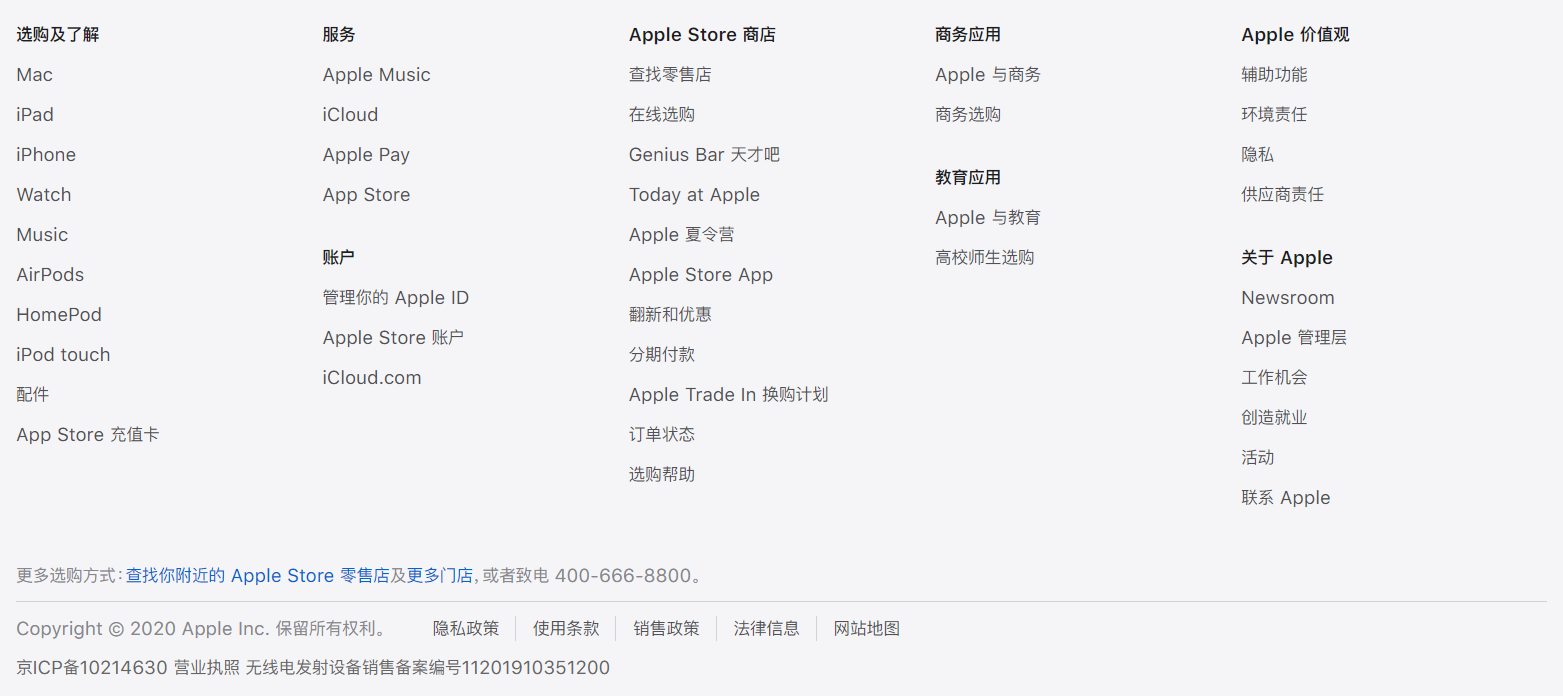 选购及了解
Mac
iPad
iPhone
Watch
Music
AirPods
HomePod
iPod touch
配件
App Store 充值卡
服务
Apple Music
iCloud
Apple Pay
App Store
账户
管理你的 Apple ID
Apple Store 账户
iCloud.com
Apple Store 商店
查找零售店
在线选购
Genius Bar 天才吧
Today at Apple
Apple 夏令营
Apple Store App
翻新和优惠
分期付款
Apple Trade In 换购计划
订单状态
选购帮助
商务应用
Apple 与商务
商务选购
教育应用
Apple 与教育
高校师生选购
Apple 价值观
辅助功能
环境责任
隐私
供应商责任
关于 Apple
Newsroom
Apple 管理层
工作机会
创造就业
活动
联系 Apple
更多选购方式：查找你附近的 Apple Store 零售店及更多门店，或者致电 400-666-8800。
Copyright © 2020 Apple Inc. 保留所有权利。 隐私政策 使用条款 销售政策 法律信息 网站地图
京ICP备10214630 营业执照 无线电发射设备销售备案编号11201910351200